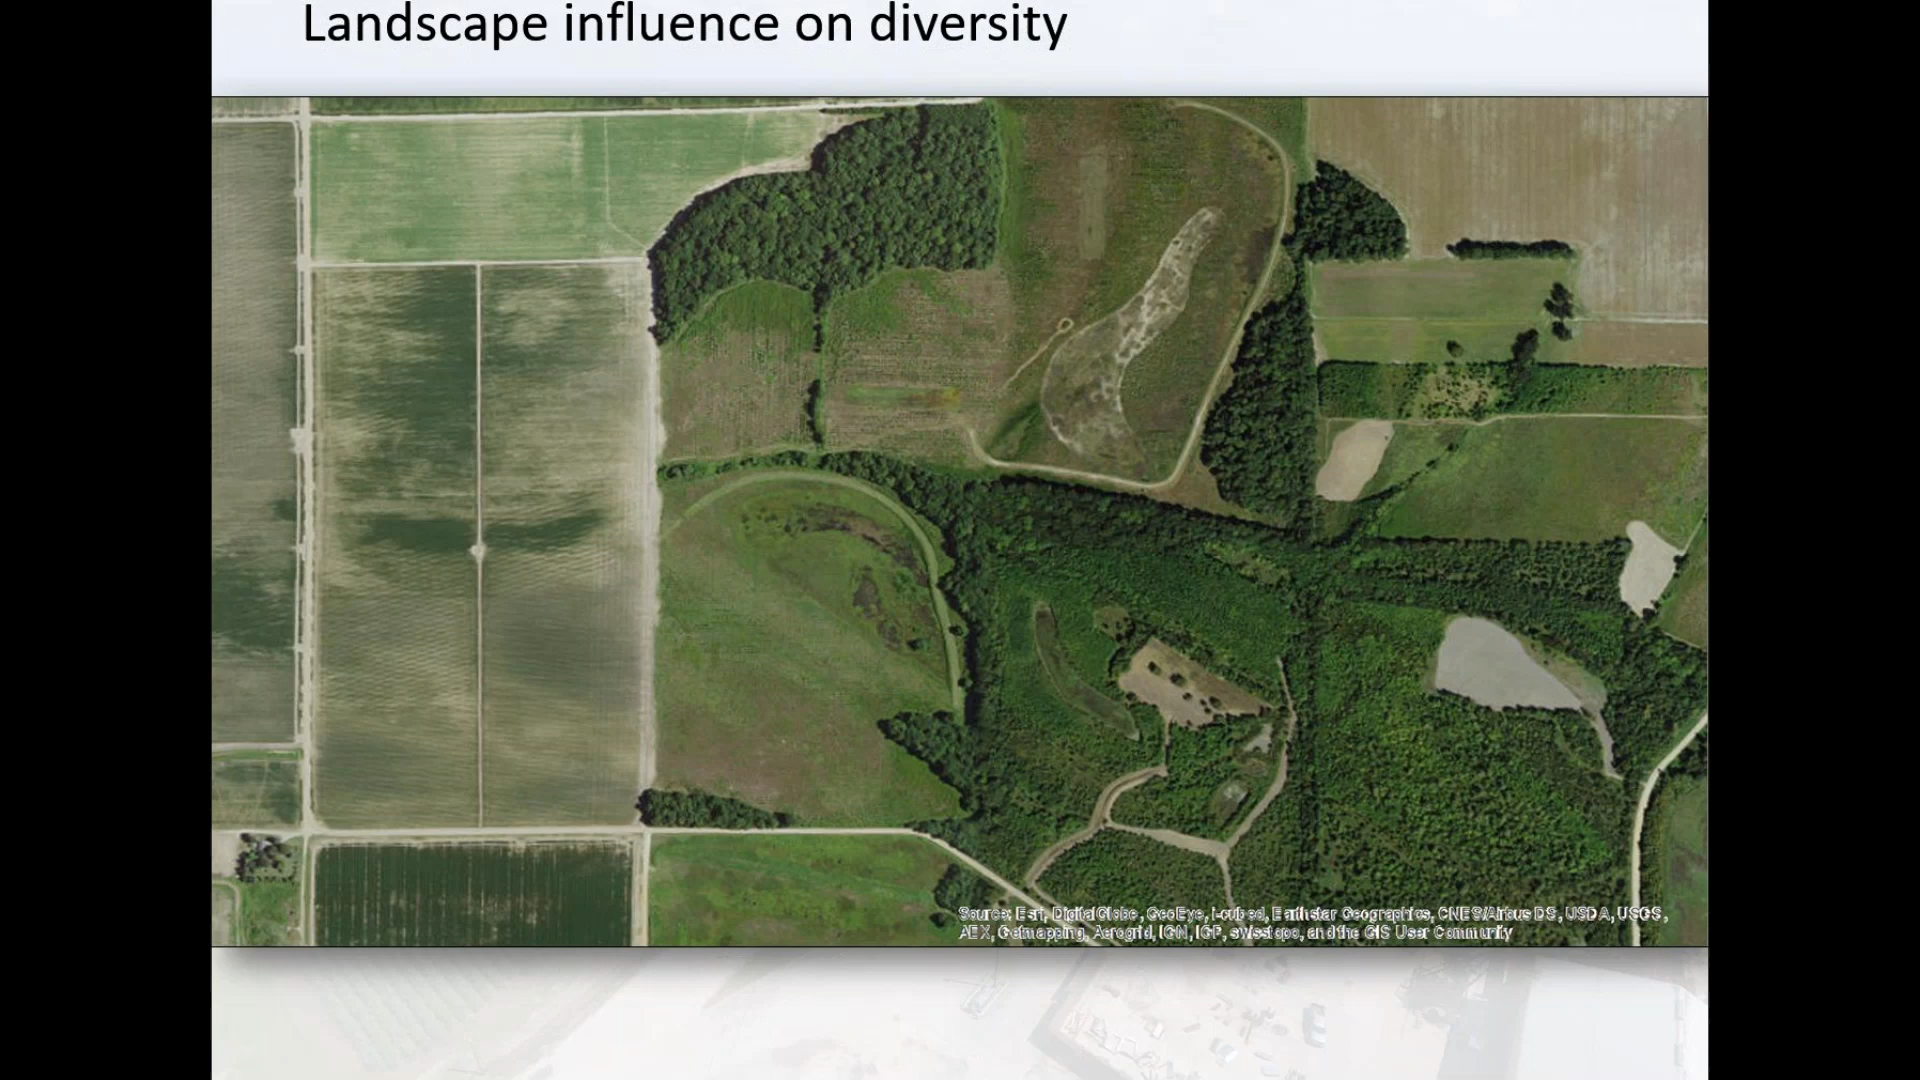 Landscape influence on diversity
Source: Esri, DigitalGlobe, GeoEye, i-cubed, Earthstar Geographics, CNES/Airbus DS, USDA, USGS,
AEX, Getmapping, Aerogrid, IGN, IGP, swisstopo, and the GIS User Community